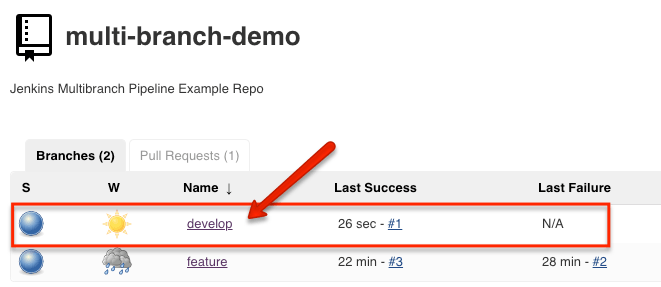 multi-branch-demo
Jenkins Multibranch Pipeline Example Repo
Branches (2) Pull Requests (1)
S W Name ↓ Last Success Last Failure
develop 26 sec - #1 N/A
feature 22 min - #3 28 min - #2